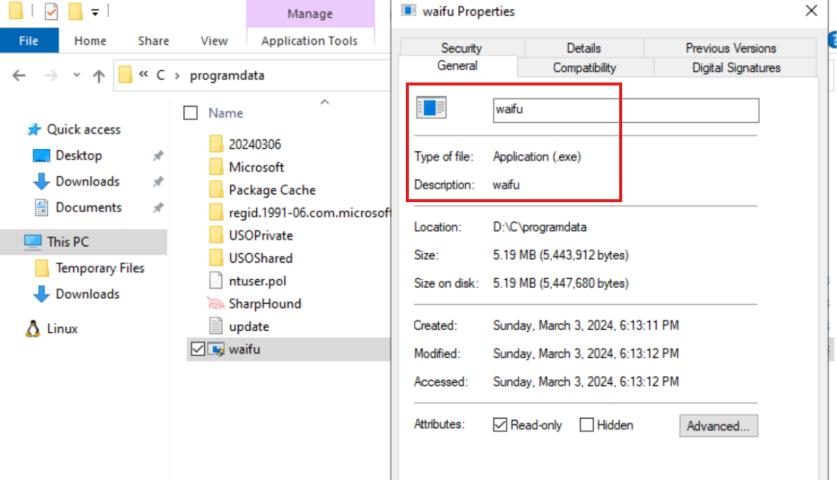 Manage
File
Home
Share
View
Application Tools
« C › programdata
Quick access
Desktop
Downloads
Documents
This PC
Temporary Files
Downloads
Linux
Name
20240306
Microsoft
Package Cache
regid.1991-06.com.microsoft
USOPrivate
USOShared
ntuser.pol
SharpHound
update
waifu
waifu Properties
Security
Details
Previous Versions
General
Compatibility
Digital Signatures
waifu
Type of file: Application (.exe)
Description: waifu
Location: D:\C\programdata
Size: 5.19 MB (5,443,912 bytes)
Size on disk: 5.19 MB (5,447,680 bytes)
Created: Sunday, March 3, 2024, 6:13:11 PM
Modified: Sunday, March 3, 2024, 6:13:12 PM
Accessed: Sunday, March 3, 2024, 6:13:12 PM
Attributes: Read-only Hidden Advanced...